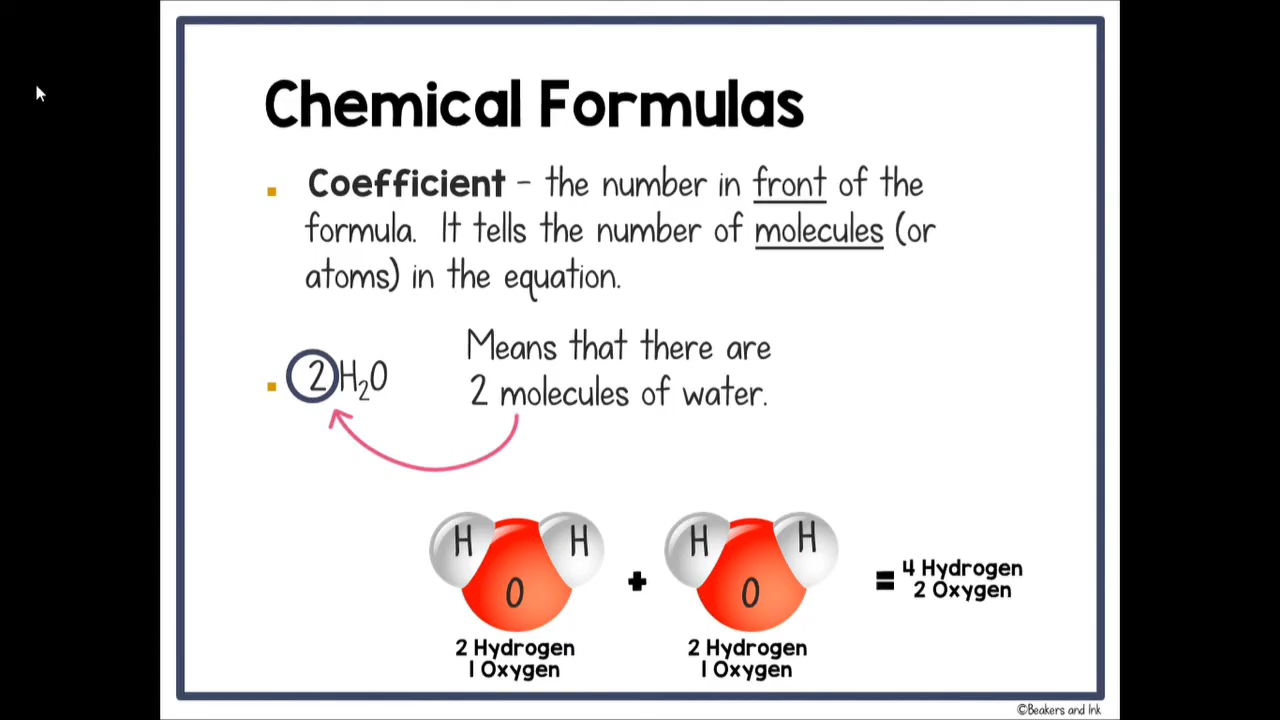 Chemical Formulas
Coefficient - the number in front of the
formula. It tells the number of molecules (or
atoms) in the equation.
2H₂O
Means that there are
2 molecules of water.
H H H H
O O
+ = 4 Hydrogen
2 Oxygen
2 Hydrogen 2 Hydrogen
1 Oxygen 1 Oxygen
©Beakers and Ink